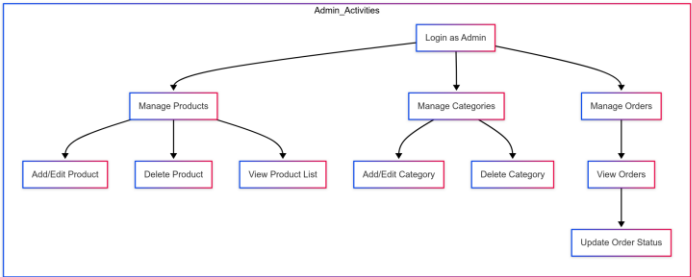 Admin_Activities
Login as Admin
Manage Products
Manage Categories
Manage Orders
Add/Edit Product
Delete Product
View Product List
Add/Edit Category
Delete Category
View Orders
Update Order Status